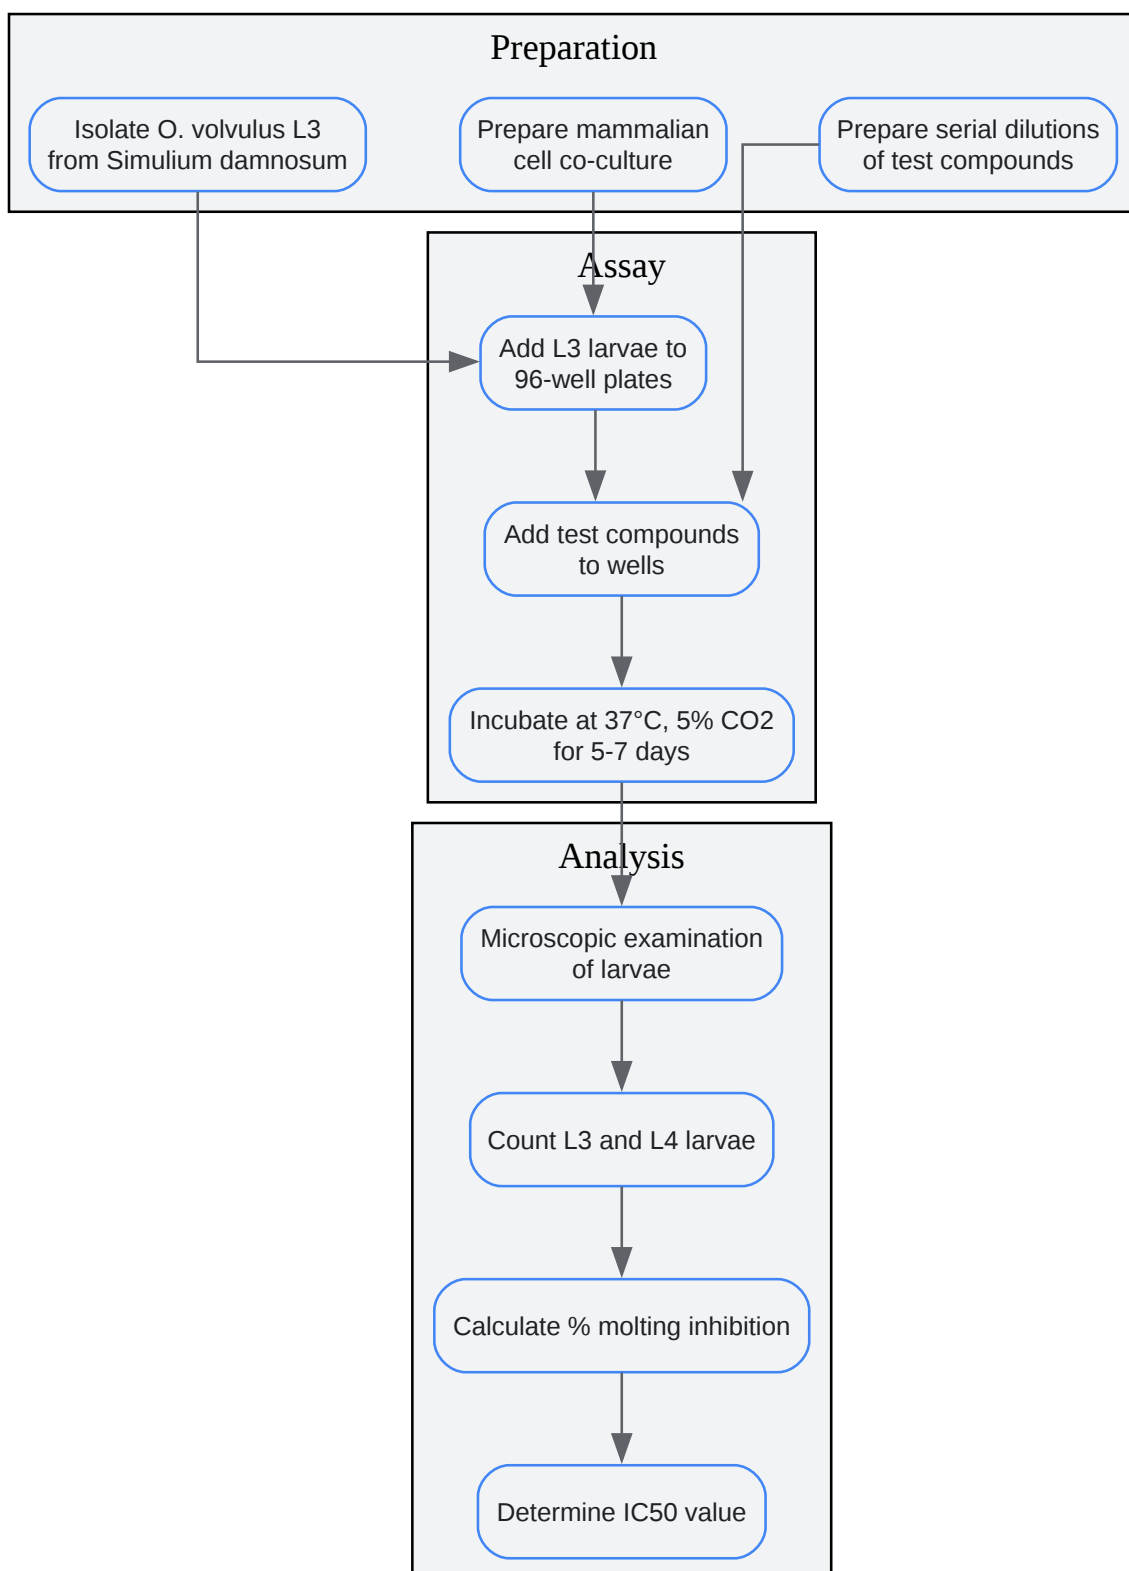 Preparation
Isolate O. volvulus L3
from Simulium damnosum
Prepare mammalian
cell co-culture
Prepare serial dilutions
of test compounds
Assay
Add L3 larvae to
96-well plates
Add test compounds
to wells
Incubate at 37°C, 5% CO2
for 5-7 days
Analysis
Microscopic examination
of larvae
Count L3 and L4 larvae
Calculate % molting inhibition
Determine IC50 value